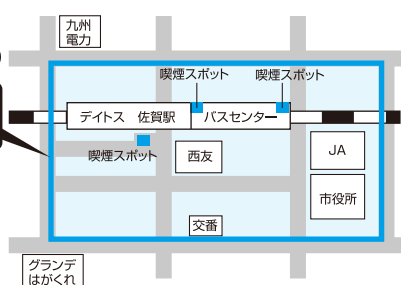 九州
電力
喫煙スポット
喫煙スポット
デイトス 佐賀駅
バスセンター
喫煙スポット
西友
JA
市役所
交番
グランデ
はがくれ